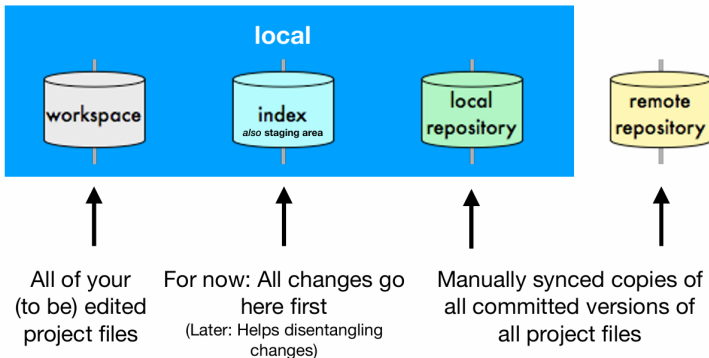 local
workspace
index
also staging area
local
repository
remote
repository
All of your
(to be) edited
project files
For now: All changes go
here first
(Later: Helps disentangling
changes)
Manually synced copies of
all committed versions of
all project files